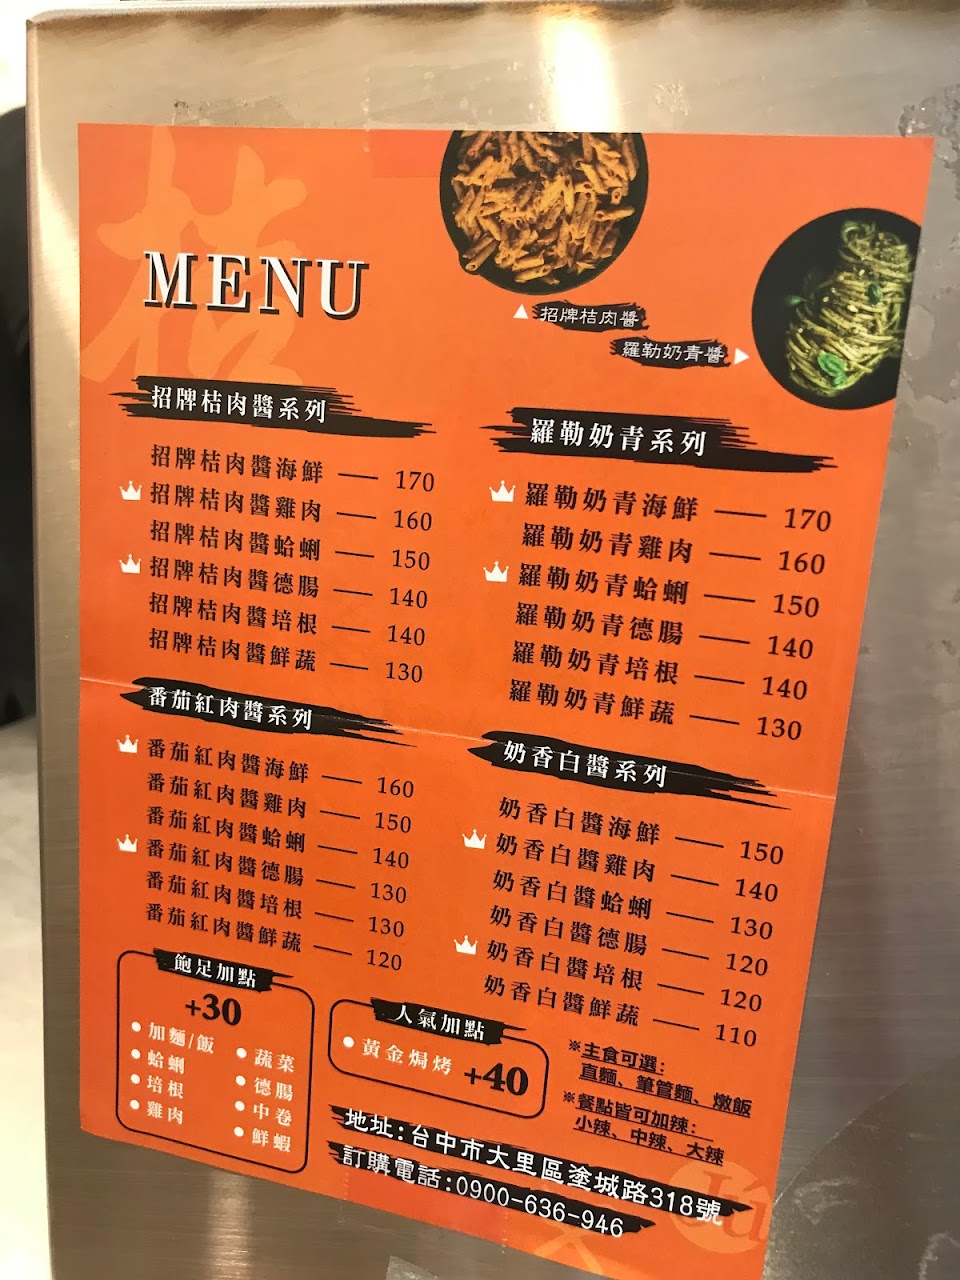 桔
MENU
招牌桔肉醬
羅勒奶青醬
招牌桔肉醬系列
招牌桔肉醬海鮮 170
招牌桔肉醬雞肉 160
招牌桔肉醬蛤蜊 150
招牌桔肉醬德腸 140
招牌桔肉醬培根 140
招牌桔肉醬鮮蔬 130
番茄紅肉醬系列
番茄紅肉醬海鮮 160
番茄紅肉醬雞肉 150
番茄紅肉醬蛤蜊 140
番茄紅肉醬德腸 130
番茄紅肉醬培根 130
番茄紅肉醬鮮蔬 120
羅勒奶青系列
羅勒奶青海鮮 170
羅勒奶青雞肉 160
羅勒奶青蛤蜊 150
羅勒奶青德腸 140
羅勒奶青培根 140
羅勒奶青鮮蔬 130
奶香白醬系列
奶香白醬海鮮 150
奶香白醬雞肉 140
奶香白醬蛤蜊 130
奶香白醬德腸 120
奶香白醬培根 120
奶香白醬鮮蔬 110
飽足加點
+30
加麵/飯
蛤蜊
培根
雞肉
蔬菜
德腸
中卷
鮮蝦
人氣加點
黃金焗烤 +40
※主食可選:
直麵、筆管麵、燉飯
※餐點皆可加辣:
小辣、中辣、大辣
地址:台中市大里區塗城路318號
訂購電話:0900-636-946